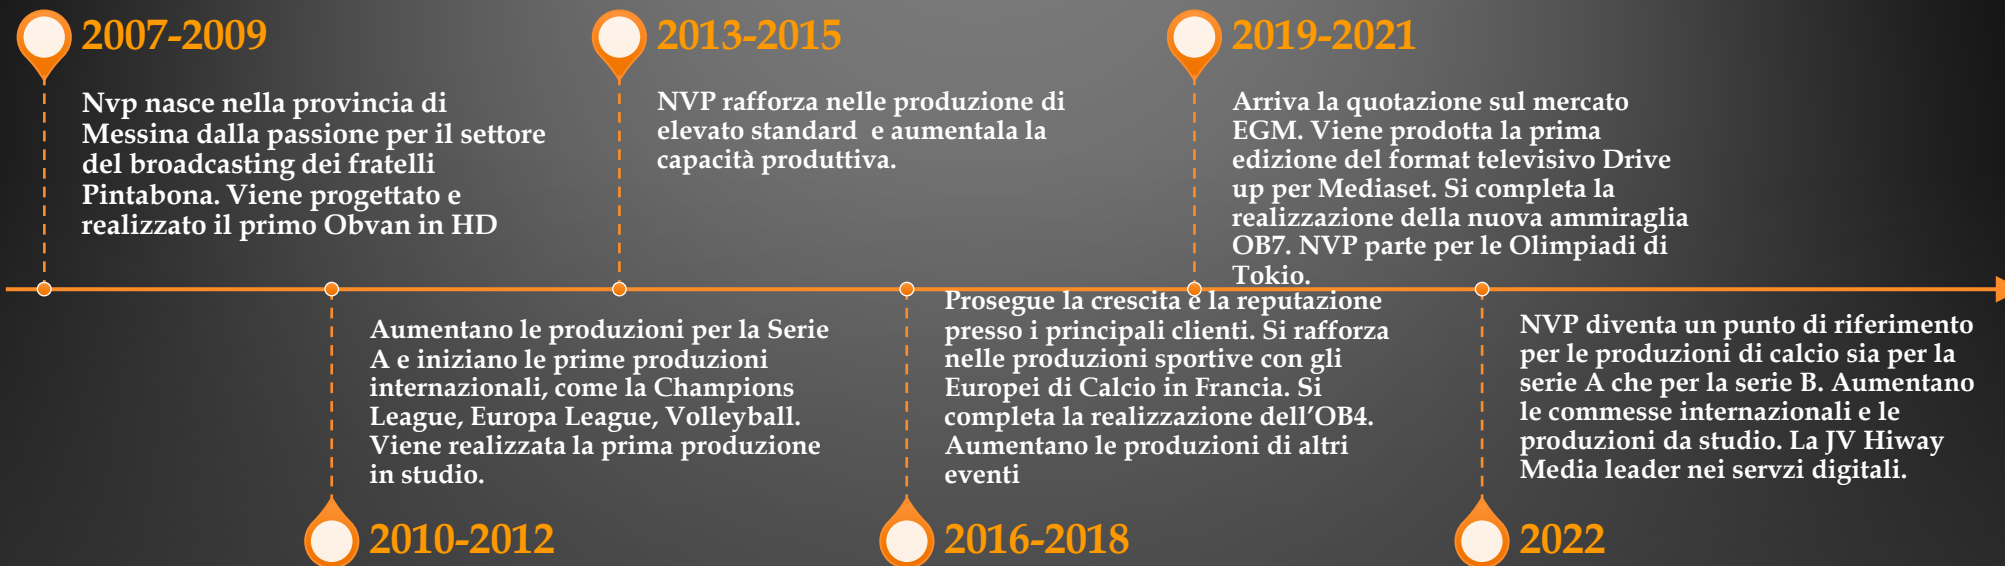 2007-2009
Nvp nasce nella provincia di
Messina dalla passione per il settore
del broadcasting dei fratelli
Pintabona. Viene progettato e
realizzato il primo Obvan in HD
2010-2012
Aumentano le produzioni per la Serie
A e iniziano le prime produzioni
internazionali, come la Champions
League, Europa League, Volleyball.
Viene realizzata la prima produzione
in studio.
2013-2015
NVP rafforza nelle produzione di
elevato standard  e aumentala la
capacità produttiva.
2016-2018
Prosegue la crescita e la reputazione
presso i principali clienti. Si rafforza
nelle produzioni sportive con gli
Europei di Calcio in Francia. Si
completa la realizzazione dell’OB4.
Aumentano le produzioni di altri
eventi
2019-2021
Arriva la quotazione sul mercato
EGM. Viene prodotta la prima
edizione del format televisivo Drive
up per Mediaset. Si completa la
realizzazione della nuova ammiraglia
OB7. NVP parte per le Olimpiadi di
Tokio.
2022
NVP diventa un punto di riferimento
per le produzioni di calcio sia per la
serie A che per la serie B. Aumentano
le commesse internazionali e le
produzioni da studio. La JV Hiway
Media leader nei servzi digitali.